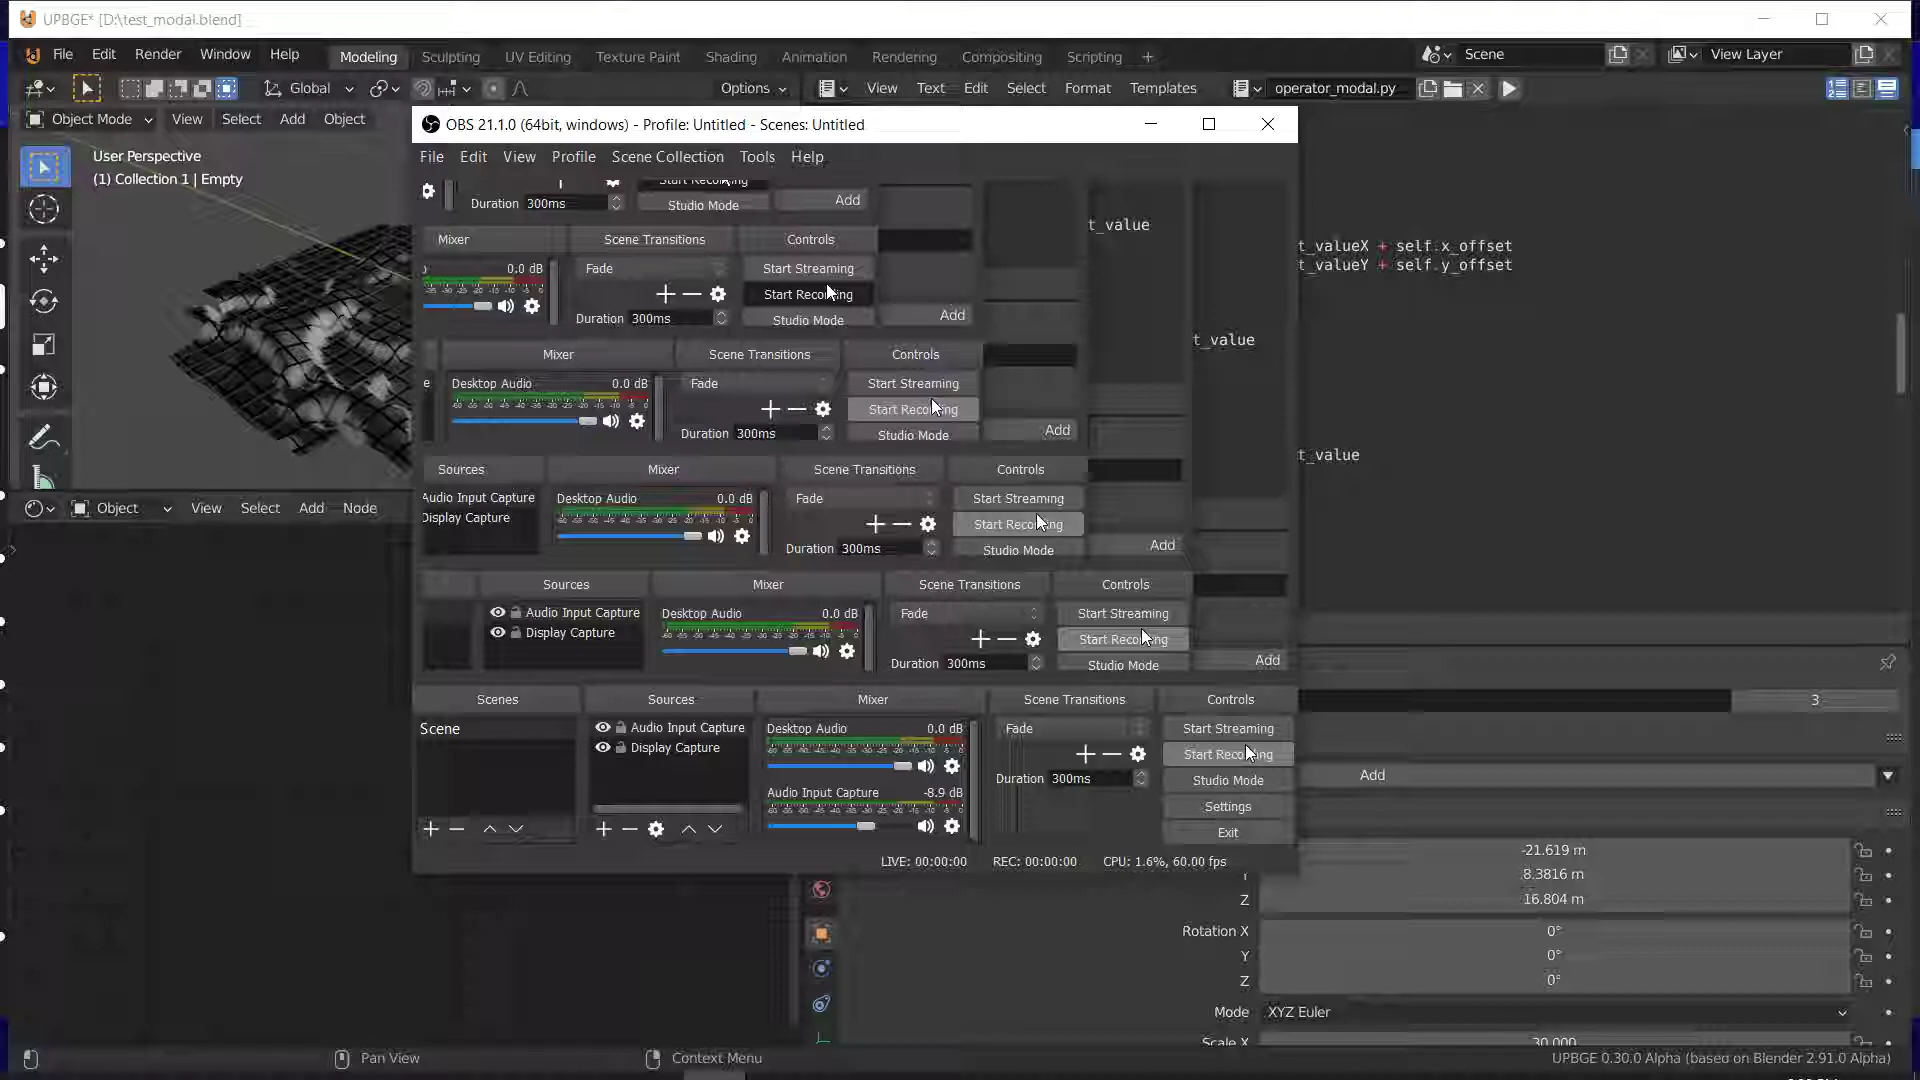 UPBGE* [D:\test_modal.blend]
File Edit Render Window Help Modeling Sculpting UV Editing Texture Paint Shading Animation Rendering Compositing Scripting + Scene View Layer
Global Options View Text Edit Select Format Templates operator_modal.py
Object Mode View Select Add Object
OBS 21.1.0 (64bit, windows) - Profile: Untitled - Scenes: Untitled
File Edit View Profile Scene Collection Tools Help
User Perspective
(1) Collection 1 | Empty
Start Recording
Duration 300ms Studio Mode Add
t_value
Mixer Scene Transitions Controls
t_valueX + self.x_offset
t_valueY + self.y_offset
0.0 dB Fade Start Streaming
Start Recording
Duration 300ms Studio Mode Add
t_value
Mixer Scene Transitions Controls
Desktop Audio 0.0 dB Fade Start Streaming
Start Recording
Duration 300ms Studio Mode Add
t_value
Sources Mixer Scene Transitions Controls
Audio Input Capture Desktop Audio 0.0 dB Fade Start Streaming
Display Capture Start Recording
Duration 300ms Studio Mode Add
Object View Select Add Node
Sources Mixer Scene Transitions Controls
Audio Input Capture Desktop Audio 0.0 dB Fade Start Streaming
Display Capture Start Recording
Duration 300ms Studio Mode Add
Scenes Sources Mixer Scene Transitions Controls
3
Scene Audio Input Capture Desktop Audio 0.0 dB Fade Start Streaming
Display Capture Start Recording
Duration 300ms Studio Mode Add
Audio Input Capture -8.9 dB Settings
Exit
LIVE: 00:00:00 REC: 00:00:00 CPU: 1.6%, 60.00 fps
-21.619 m
Y 8.3816 m
Z 16.804 m
Rotation X 0°
Y 0°
Z 0°
Mode XYZ Euler
Scale X 30.000
Pan View Context Menu UPBGE 0.30.0 Alpha (based on Blender 2.91.0 Alpha)